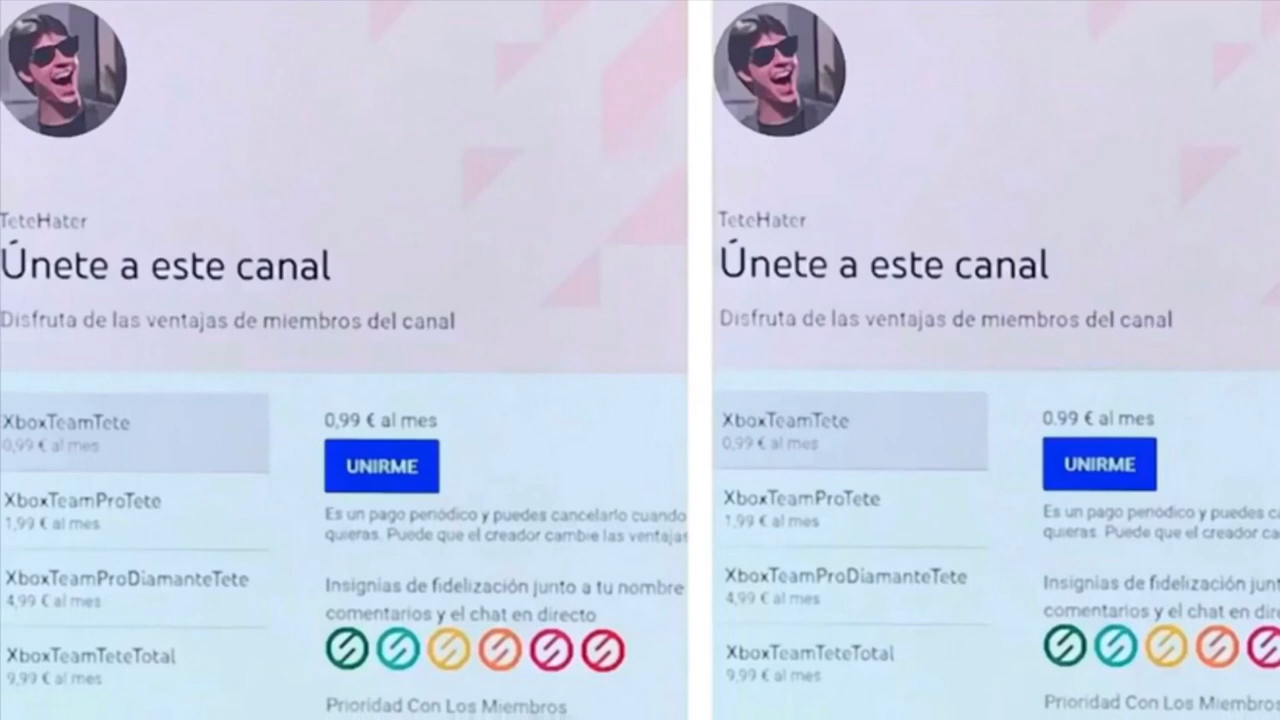 TeteHater
Únete a este canal
Disfruta de las ventajas de miembros del canal
XboxTeamTete
0,99 € al mes
XboxTeamProTete
1,99 € al mes
XboxTeamProDiamanteTete
4,99 € al mes
XboxTeamTeteTotal
9,99 € al mes
0,99 € al mes
UNIRME
Es un pago periódico y puedes cancelarlo cuando
quieras. Puede que el creador cambie las ventajas
Insignias de fidelización junto a tu nombre
comentarios y el chat en directo
Prioridad Con Los Miembros
TeteHater
Únete a este canal
Disfruta de las ventajas de miembros del canal
XboxTeamTete
0,99 € al mes
XboxTeamProTete
1,99 € al mes
XboxTeamProDiamanteTete
4,99 € al mes
XboxTeamTeteTotal
9,99 € al mes
0.99 € al mes
UNIRME
Es un pago periódico y puedes
quieras. Puede que el creador
Insignias de fidelización
comentarios y el chat en
Prioridad Con Los Miembros